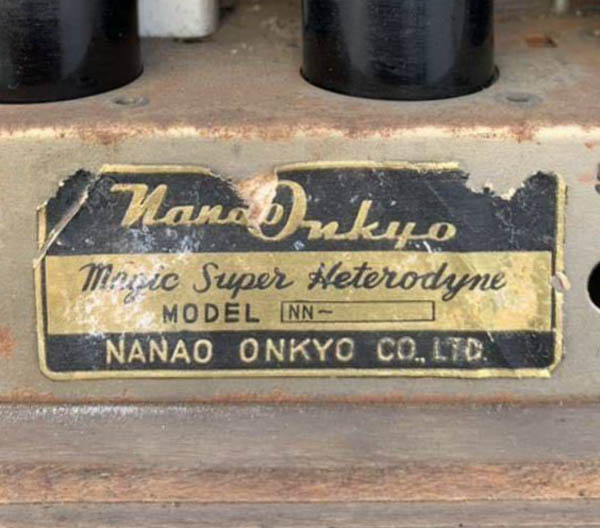 Nanao Onkyo
Magic Super Heterodyne
MODEL NN~
NANAO ONKYO CO., LTD.